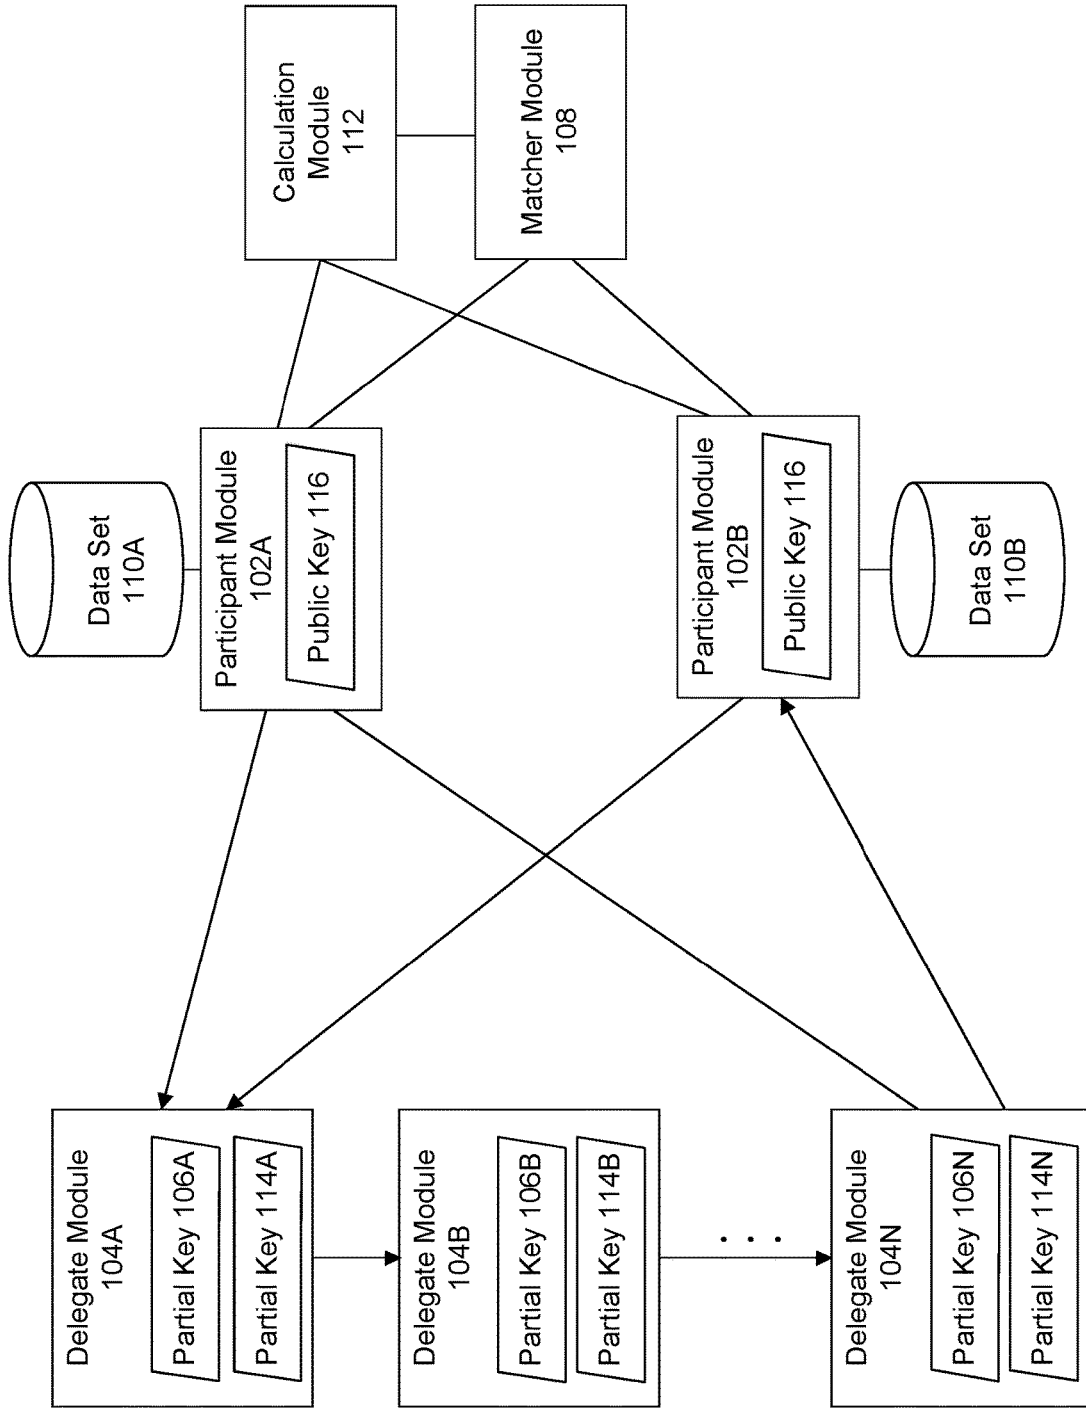 Delegate Module
104A
Partial Key 106A
Partial Key 114A
Delegate Module
104B
Partial Key 106B
Partial Key 114B
. . .
Delegate Module
104N
Partial Key 106N
Partial Key 114N
Data Set
110A
Participant Module
102A
Public Key 116
Participant Module
102B
Public Key 116
Data Set
110B
Calculation
Module
112
Matcher Module
108